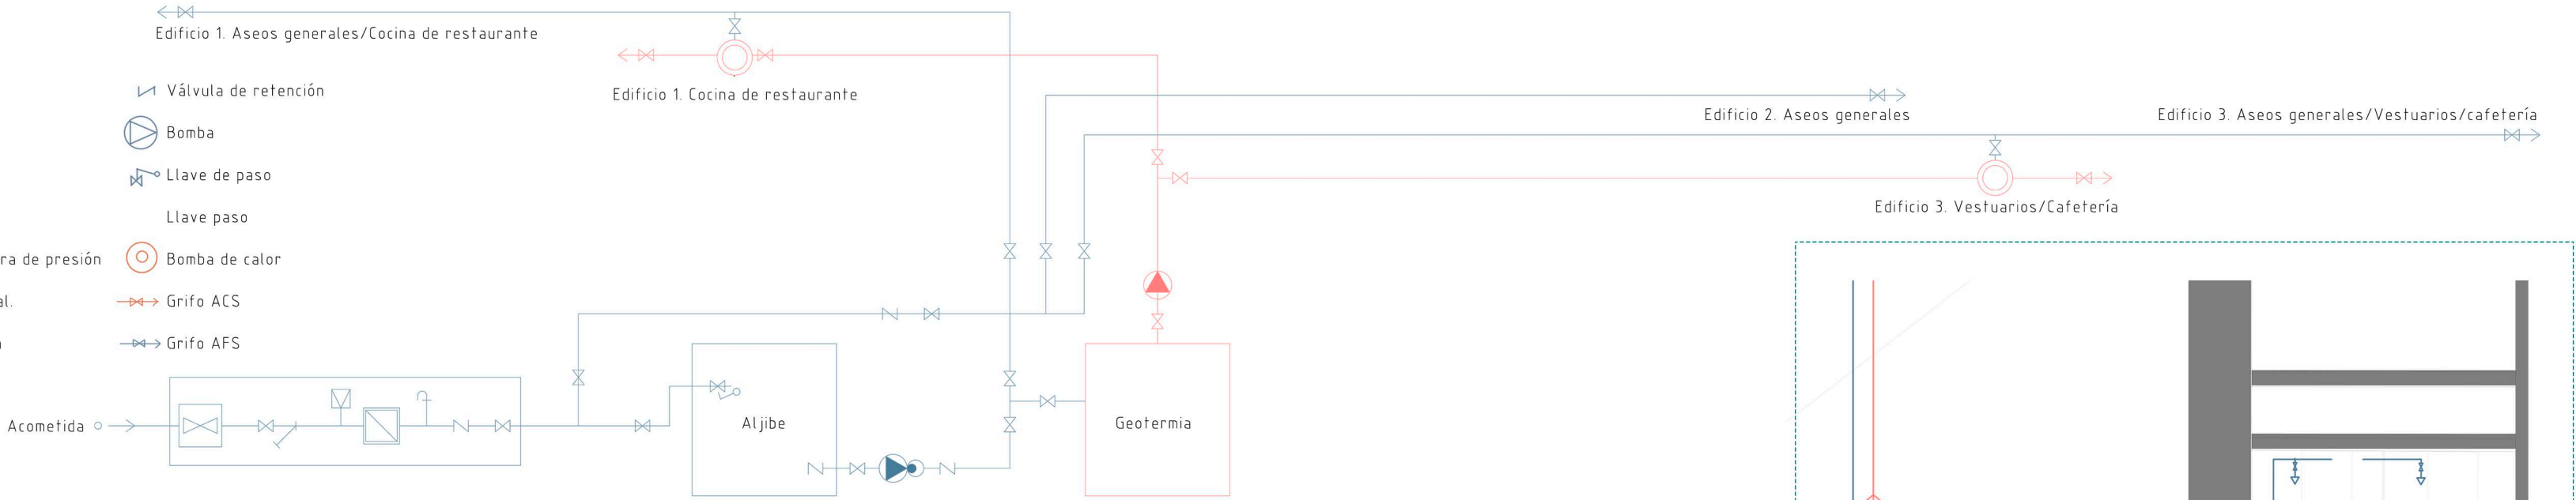 Edificio 1. Aseos generales/Cocina de restaurante
Edificio 1. Cocina de restaurante
Edificio 2. Aseos generales
Edificio 3. Aseos generales/Vestuarios/cafetería
Edificio 3. Vestuarios/Cafetería
Válvula de retención
Bomba
Llave de paso
Llave paso
ra de presión
Bomba de calor
al.
Grifo ACS
Grifo AFS
Acometida
Aljibe
Geotermia